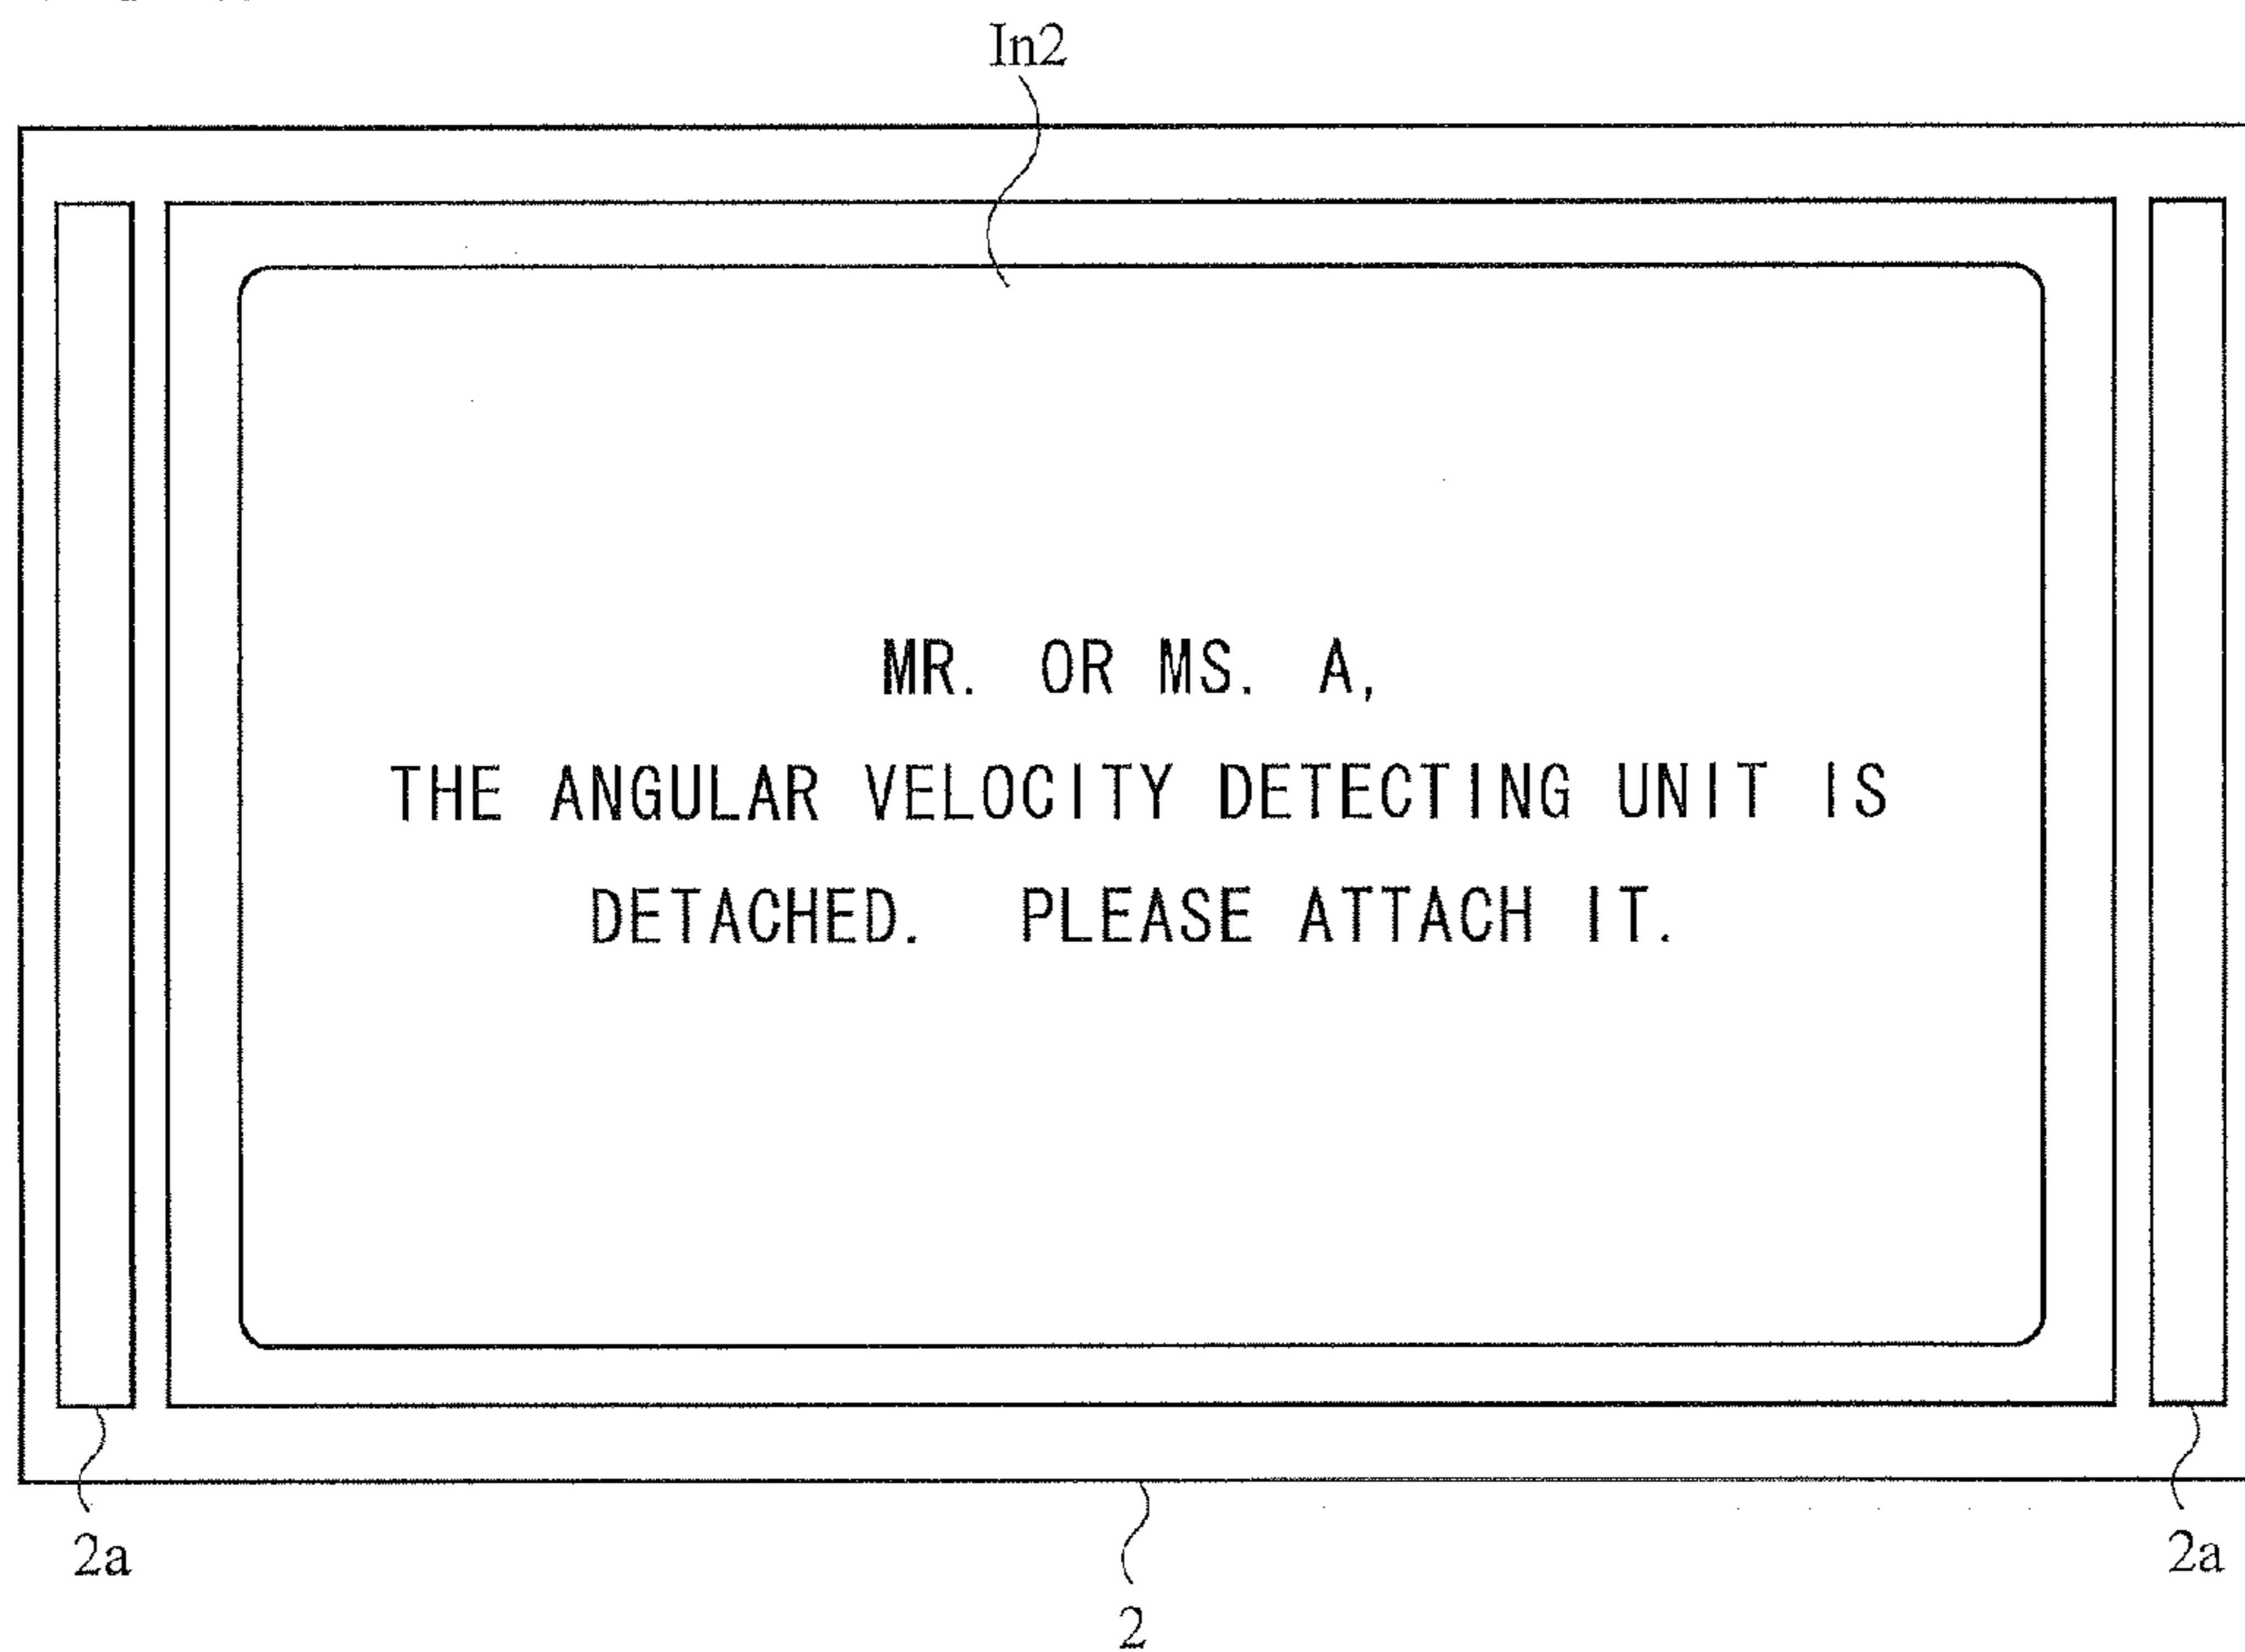 In2
MR. OR MS. A,
THE ANGULAR VELOCITY DETECTING UNIT IS
DETACHED. PLEASE ATTACH IT.
2a
2a
2